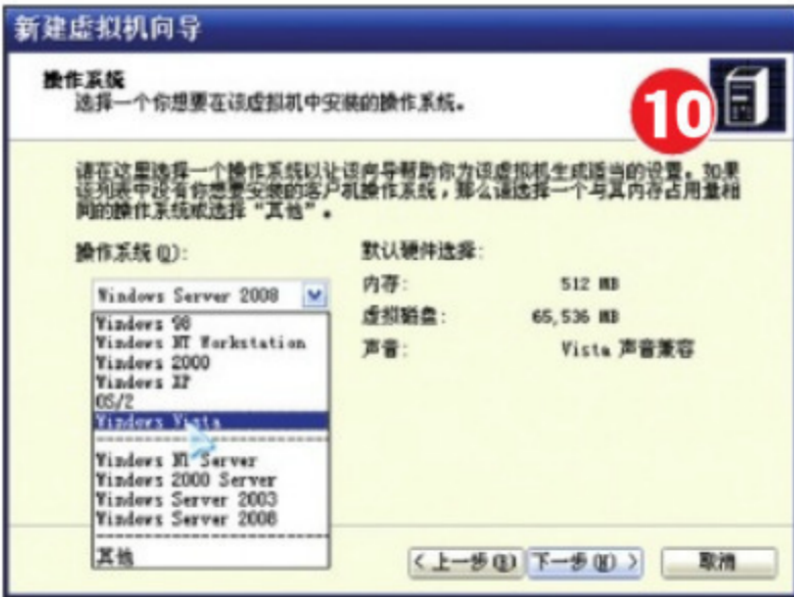 新建虚拟机向导
操作系统
选择一个你想要在该虚拟机中安装的操作系统。
10
请在这里选择一个操作系统以让该向导帮助你为该虚拟机生成适当的设置。如果
该列表中没有你想要安装的客户机操作系统，那么请选择一个与其内存占用量相
同的操作系统或选择“其他”。
操作系统(O):
默认硬件选择:
Windows Server 2008
内存: 512 MB
虚拟磁盘: 65,536 MB
声音: Vista 声音兼容
Windows 98
Windows NT Workstation
Windows 2000
Windows XP
OS/2
Windows Vista
Windows NT Server
Windows 2000 Server
Windows Server 2003
Windows Server 2008
其他
< 上一步(B) 下一步(N) > 取消